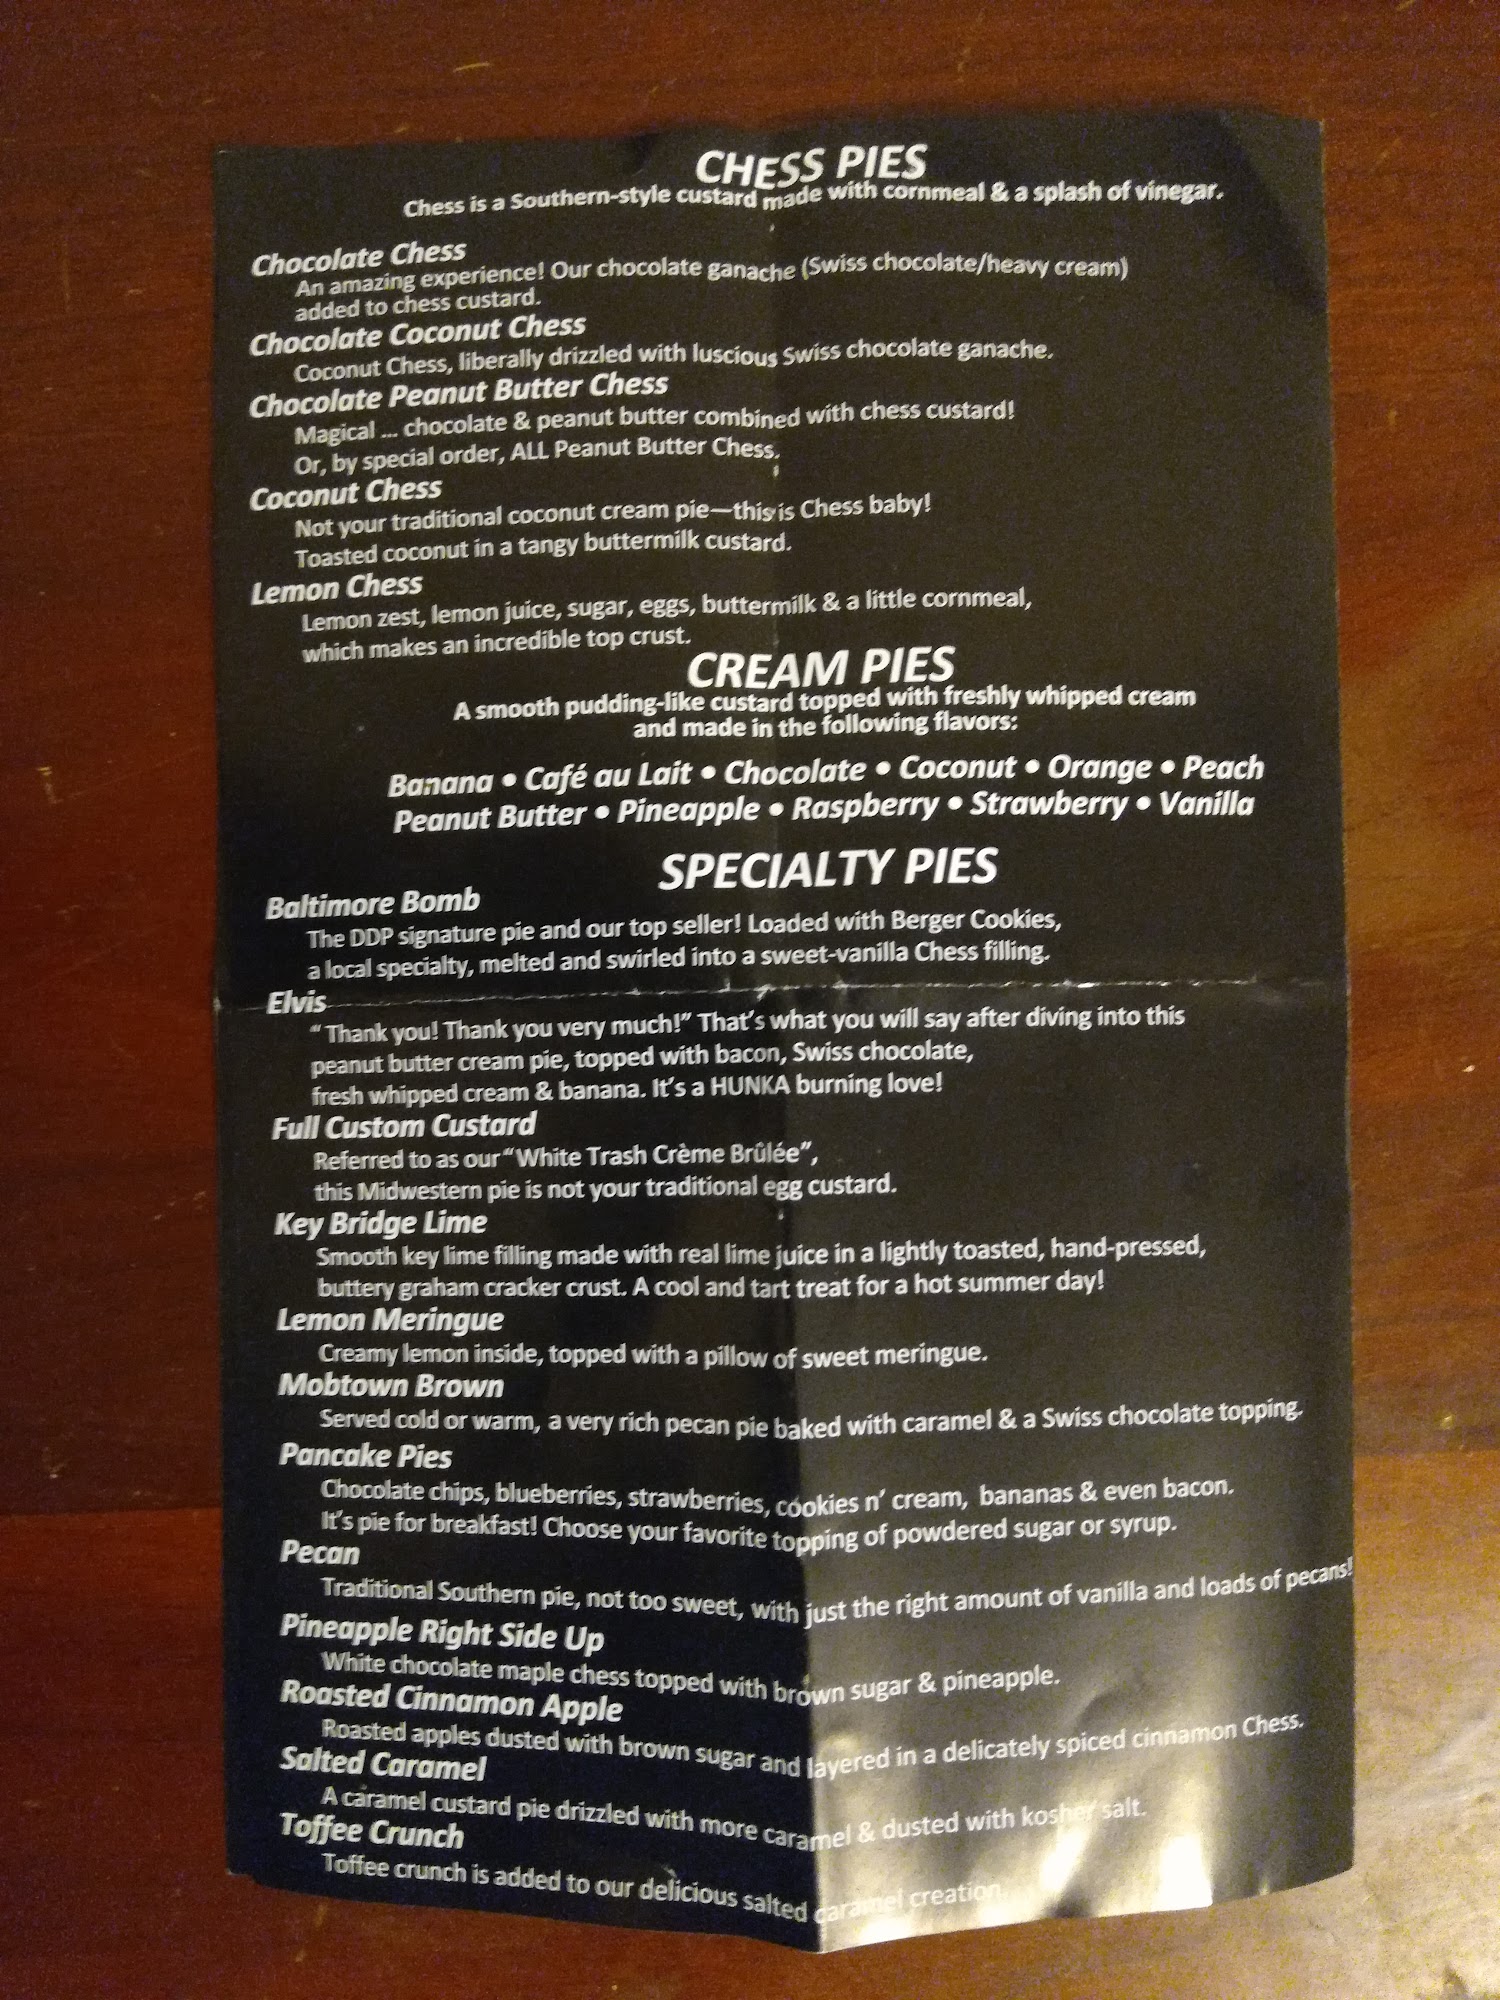 CHESS PIES
Chess is a Southern-style custard made with cornmeal & a splash of vinegar.
Chocolate Chess
An amazing experience! Our chocolate ganache (Swiss chocolate/heavy cream)
added to chess custard.
Chocolate Coconut Chess
Coconut Chess, liberally drizzled with luscious Swiss chocolate ganache.
Chocolate Peanut Butter Chess
Magical ... chocolate & peanut butter combined with chess custard!
Or, by special order, ALL Peanut Butter Chess.
Coconut Chess
Not your traditional coconut cream pie—this is Chess baby!
Toasted coconut in a tangy buttermilk custard.
Lemon Chess
Lemon zest, lemon juice, sugar, eggs, buttermilk & a little cornmeal,
which makes an incredible top crust.
CREAM PIES
A smooth pudding-like custard topped with freshly whipped cream
and made in the following flavors:
Banana • Café au Lait • Chocolate • Coconut • Orange • Peach
Peanut Butter • Pineapple • Raspberry • Strawberry • Vanilla
SPECIALTY PIES
Baltimore Bomb
The DDP signature pie and our top seller! Loaded with Berger Cookies,
a local specialty, melted and swirled into a sweet-vanilla Chess filling.
Elvis
"Thank you! Thank you very much!" That's what you will say after diving into this
peanut butter cream pie, topped with bacon, Swiss chocolate,
fresh whipped cream & banana. It's a HUNKA burning love!
Full Custom Custard
Referred to as our "White Trash Crème Brûlée",
this Midwestern pie is not your traditional egg custard.
Key Bridge Lime
Smooth key lime filling made with real lime juice in a lightly toasted, hand-pressed,
buttery graham cracker crust. A cool and tart treat for a hot summer day!
Lemon Meringue
Creamy lemon inside, topped with a pillow of sweet meringue.
Mobtown Brown
Served cold or warm, a very rich pecan pie baked with caramel & a Swiss chocolate topping.
Pancake Pies
Chocolate chips, blueberries, strawberries, cookies n' cream, bananas & even bacon.
It's pie for breakfast! Choose your favorite topping of powdered sugar or syrup.
Pecan
Traditional Southern pie, not too sweet, with just the right amount of vanilla and loads of pecans!
Pineapple Right Side Up
White chocolate maple chess topped with brown sugar & pineapple.
Roasted Cinnamon Apple
Roasted apples dusted with brown sugar and layered in a delicately spiced cinnamon Chess.
Salted Caramel
A caramel custard pie drizzled with more caramel & dusted with kosher salt.
Toffee Crunch
Toffee crunch is added to our delicious salted caramel creation.